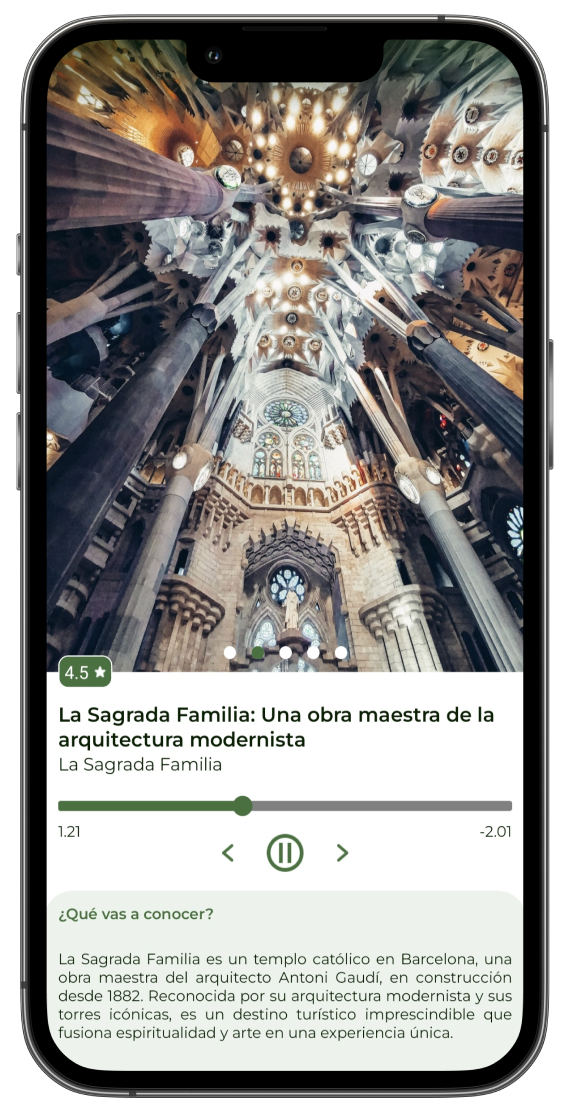 4.5
La Sagrada Familia: Una obra maestra de la
arquitectura modernista
La Sagrada Familia
1.21 -2.01
¿Qué vas a conocer?
La Sagrada Familia es un templo católico en Barcelona, una
obra maestra del arquitecto Antoni Gaudí, en construcción
desde 1882. Reconocida por su arquitectura modernista y sus
torres icónicas, es un destino turístico imprescindible que
fusiona espiritualidad y arte en una experiencia única.